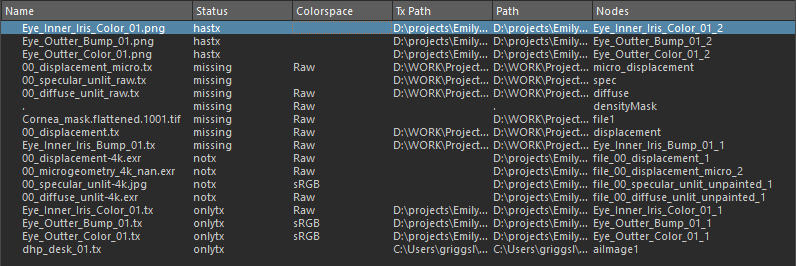 Name Status Colorspace Tx Path Path Nodes
Eye_Inner_Iris_Color_01.png hastx D:\projects\Emily... D:\projects\Emily... Eye_Inner_Iris_Color_01_2
Eye_Outter_Bump_01.png hastx D:\projects\Emily... D:\projects\Emily... Eye_Outter_Bump_01_2
Eye_Outter_Color_01.png hastx D:\projects\Emily... D:\projects\Emily... Eye_Outter_Color_01_2
00_displacement_micro.tx missing Raw D:\WORK\Project... D:\WORK\Project... micro_displacement
00_specular_unlit_raw.tx missing D:\WORK\Project... D:\WORK\Project... spec
00_diffuse_unlit_raw.tx missing Raw D:\WORK\Project... D:\WORK\Project... diffuse
. missing Raw . densityMask
Cornea_mask.flattened.1001.tif missing Raw D:\WORK\Project... file1
00_displacement.tx missing Raw D:\WORK\Project... D:\WORK\Project... displacement
Eye_Inner_Iris_Bump_01.tx missing Raw D:\WORK\Project... D:\WORK\Project... Eye_Inner_Iris_Bump_01_1
00_displacement-4k.exr notx Raw D:\projects\Emily... file_00_displacement_1
00_microgeometry_4k_nan.exr notx Raw D:\projects\Emily... file_00_displacement_micro_2
00_specular_unlit-4k.jpg notx sRGB D:\projects\Emily... file_00_specular_unlit_unpainted_1
00_diffuse_unlit-4k.exr notx Raw D:\projects\Emily... file_00_diffuse_unlit_unpainted_1
Eye_Inner_Iris_Color_01.tx onlytx Raw D:\projects\Emily... D:\projects\Emily... Eye_Inner_Iris_Color_01_1
Eye_Outter_Bump_01.tx onlytx sRGB D:\projects\Emily... D:\projects\Emily... Eye_Outter_Bump_01_1
Eye_Outter_Color_01.tx onlytx sRGB D:\projects\Emily... D:\projects\Emily... Eye_Outter_Color_01_1
dhp_desk_01.tx onlytx C:\Users\griggsl... C:\Users\griggsl... aiImage1